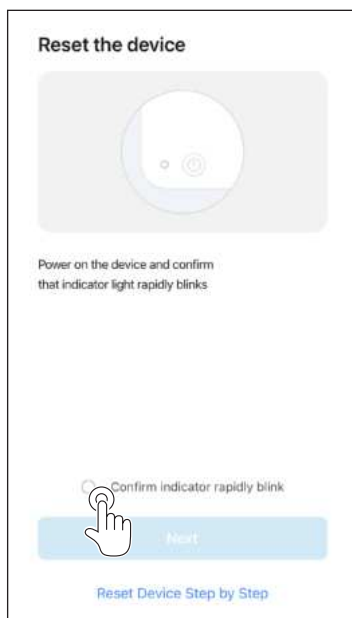 Reset the device
Power on the device and confirm
that indicator light rapidly blinks
Confirm indicator rapidly blink
Next
Reset Device Step by Step